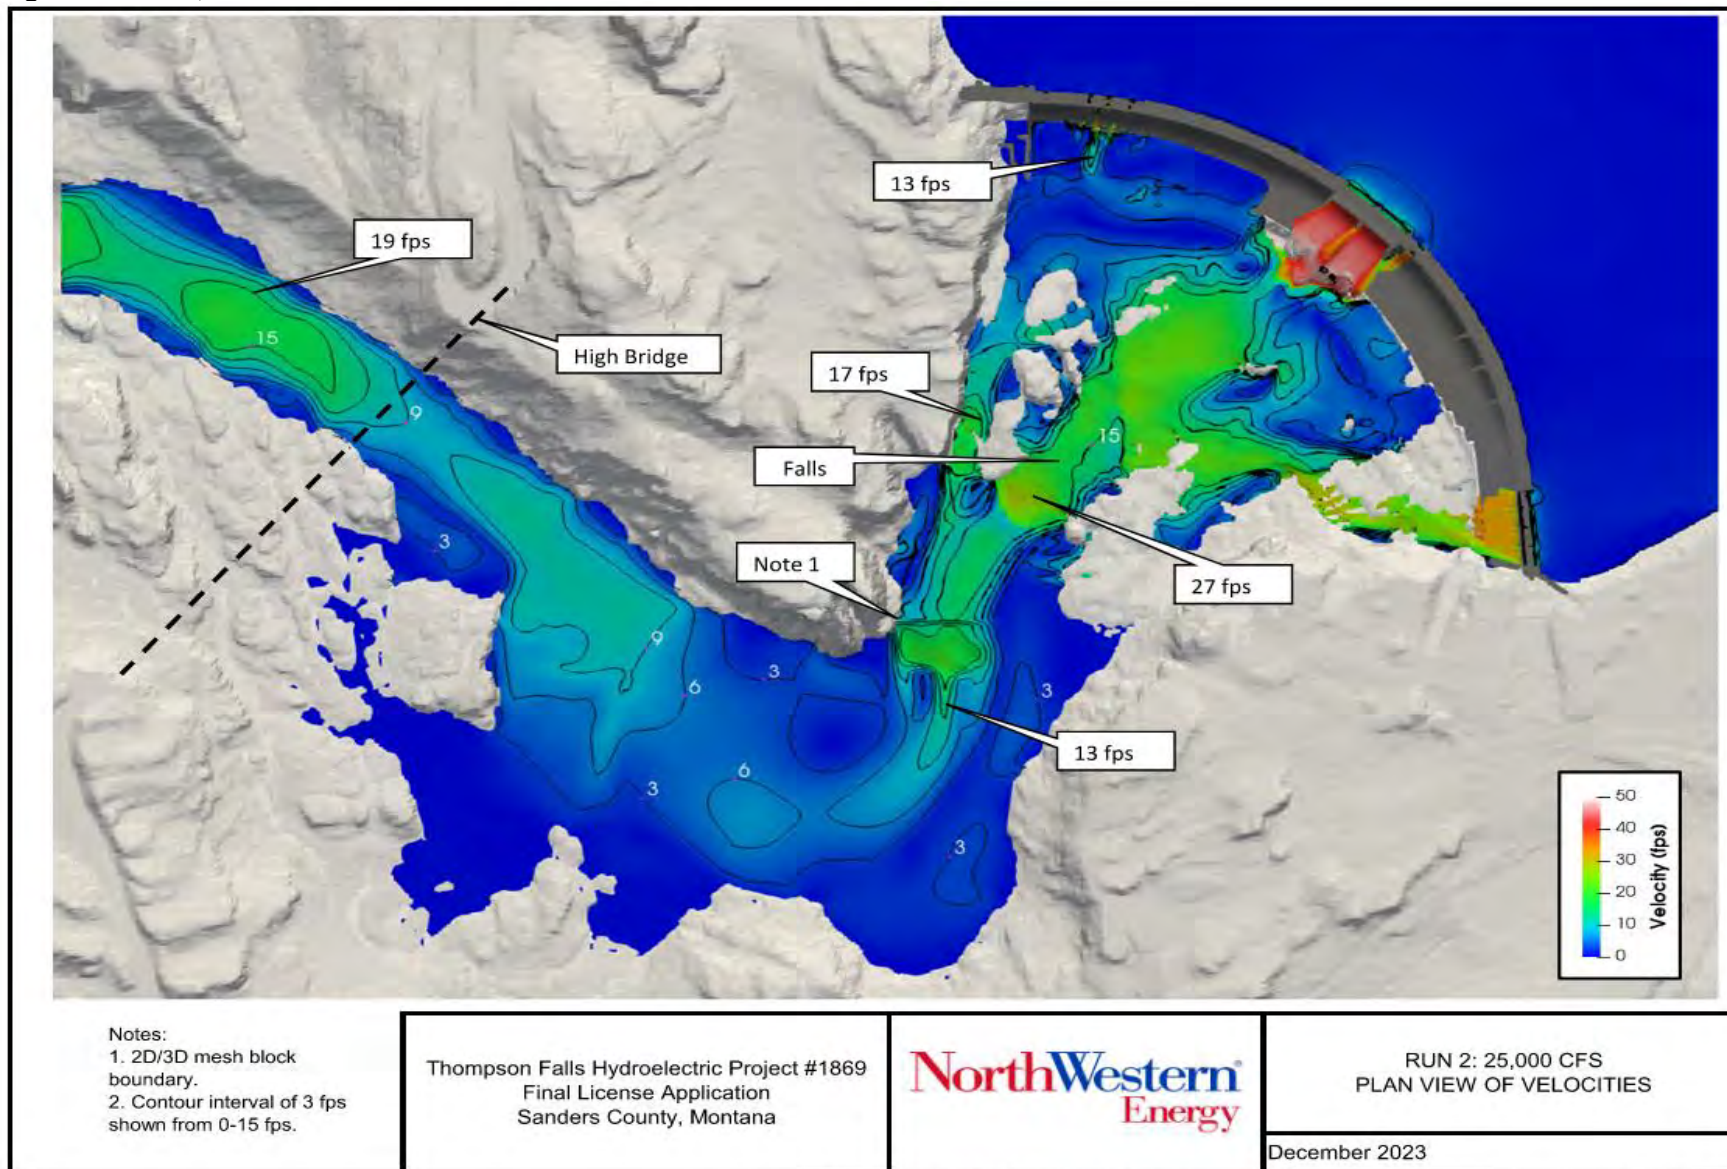 13 fps
19 fps
15
High Bridge
17 fps
9
15
Falls
3
Note 1
27 fps
9
3
6
3
13 fps
6
3
3
50
40
30
20
10
0
Velocity (fps)
Notes:
1. 2D/3D mesh block
boundary.
2. Contour interval of 3 fps
shown from 0-15 fps.
Thompson Falls Hydroelectric Project #1869
Final License Application
Sanders County, Montana
NorthWestern®
Energy
RUN 2: 25,000 CFS
PLAN VIEW OF VELOCITIES
December 2023